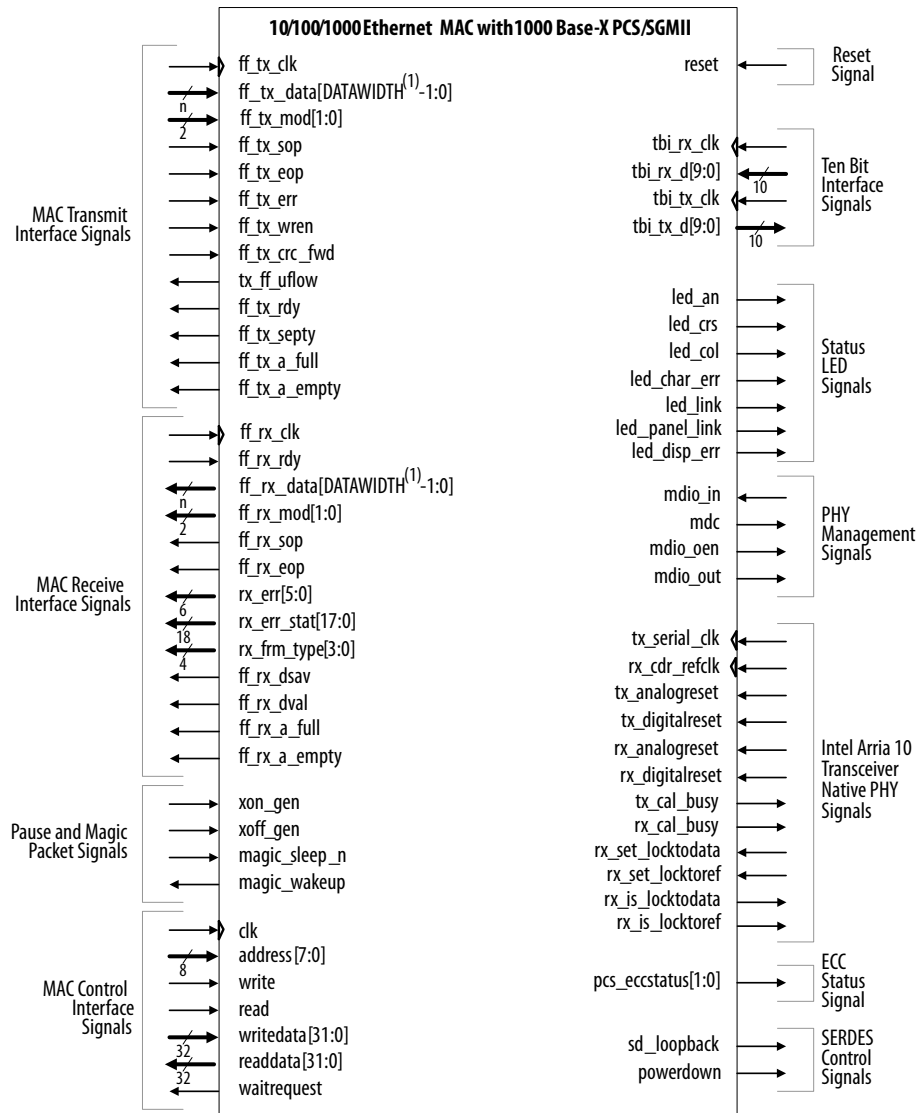 10/100/1000 Ethernet MAC with 1000 Base-X PCS/SGMII
MAC Transmit
Interface Signals
ff_tx_clk
ff_tx_data[DATAWIDTH(1)-1:0]
n
ff_tx_mod[1:0]
2
ff_tx_sop
ff_tx_eop
ff_tx_err
ff_tx_wren
ff_tx_crc_fwd
tx_ff_uflow
ff_tx_rdy
ff_tx_septy
ff_tx_a_full
ff_tx_a_empty
MAC Receive
Interface Signals
ff_rx_clk
ff_rx_rdy
ff_rx_data[DATAWIDTH(1)-1:0]
n
ff_rx_mod[1:0]
2
ff_rx_sop
ff_rx_eop
rx_err[5:0]
6
rx_err_stat[17:0]
18
rx_frm_type[3:0]
4
ff_rx_dsav
ff_rx_dval
ff_rx_a_full
ff_rx_a_empty
Pause and Magic
Packet Signals
xon_gen
xoff_gen
magic_sleep_n
magic_wakeup
MAC Control
Interface
Signals
clk
address[7:0]
8
write
read
writedata[31:0]
32
readdata[31:0]
32
waitrequest
reset
Reset
Signal
tbi_rx_clk
tbi_rx_d[9:0]
10
tbi_tx_clk
tbi_tx_d[9:0]
10
Ten Bit
Interface
Signals
led_an
led_crs
led_col
led_char_err
led_link
led_panel_link
led_disp_err
Status
LED
Signals
mdio_in
mdc
mdio_oen
mdio_out
PHY
Management
Signals
tx_serial_clk
rx_cdr_refclk
tx_analogreset
tx_digitalreset
rx_analogreset
rx_digitalreset
tx_cal_busy
rx_cal_busy
rx_set_locktodata
rx_set_locktoref
rx_is_locktodata
rx_is_locktoref
Intel Arria 10
Transceiver
Native PHY
Signals
pcs_eccstatus[1:0]
ECC
Status
Signal
sd_loopback
powerdown
SERDES
Control
Signals